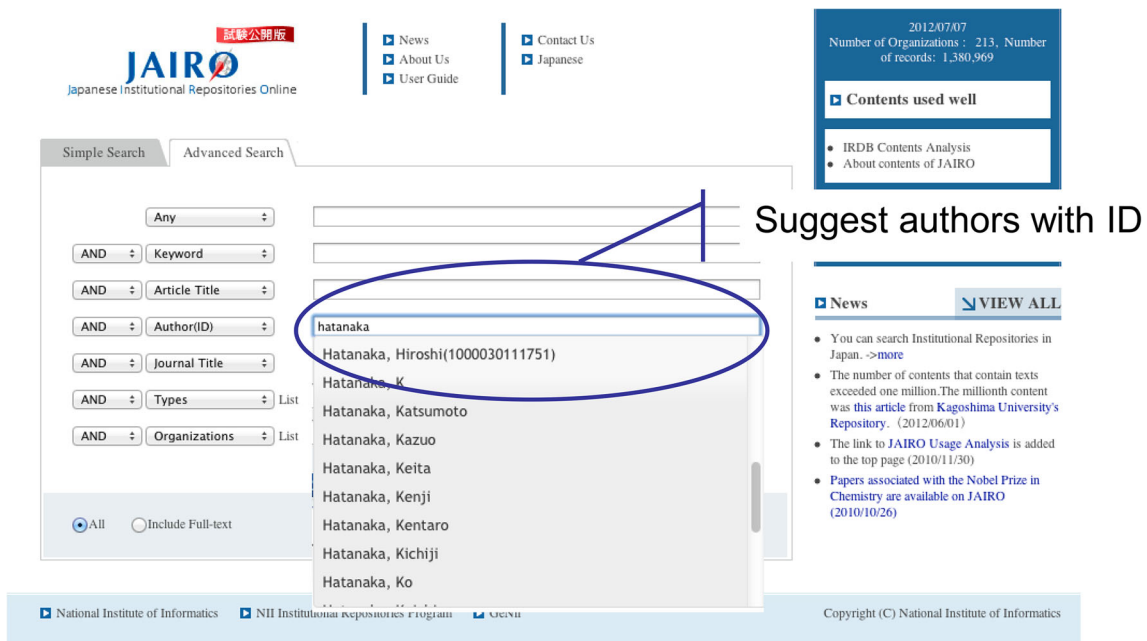 試験公開版
JAIRO
Japanese Institutional Repositories Online
News
About Us
User Guide
Contact Us
Japanese
2012/07/07
Number of Organizations : 213, Number
of records: 1,380,969
Contents used well
IRDB Contents Analysis
About contents of JAIRO
Simple Search
Advanced Search
Suggest authors with ID
Any
AND Keyword
AND Article Title
AND Author(ID) hatanaka
Hatanaka, Hiroshi(1000030111751)
AND Journal Title
Hatanaka, K
AND Types List
Hatanaka, Katsumoto
AND Organizations List
Hatanaka, Kazuo
Hatanaka, Keita
Hatanaka, Kenji
Hatanaka, Kentaro
Hatanaka, Kichiji
Hatanaka, Ko
All Include Full-text
News
VIEW ALL
You can search Institutional Repositories in
Japan. ->more
The number of contents that contain texts
exceeded one million.The millionth content
was this article from Kagoshima University's
Repository. （2012/06/01）
The link to JAIRO Usage Analysis is added
to the top page (2010/11/30)
Papers associated with the Nobel Prize in
Chemistry are available on JAIRO
(2010/10/26)
National Institute of Informatics
NII Institutional Repositories Program
GeNii
Copyright (C) National Institute of Informatics